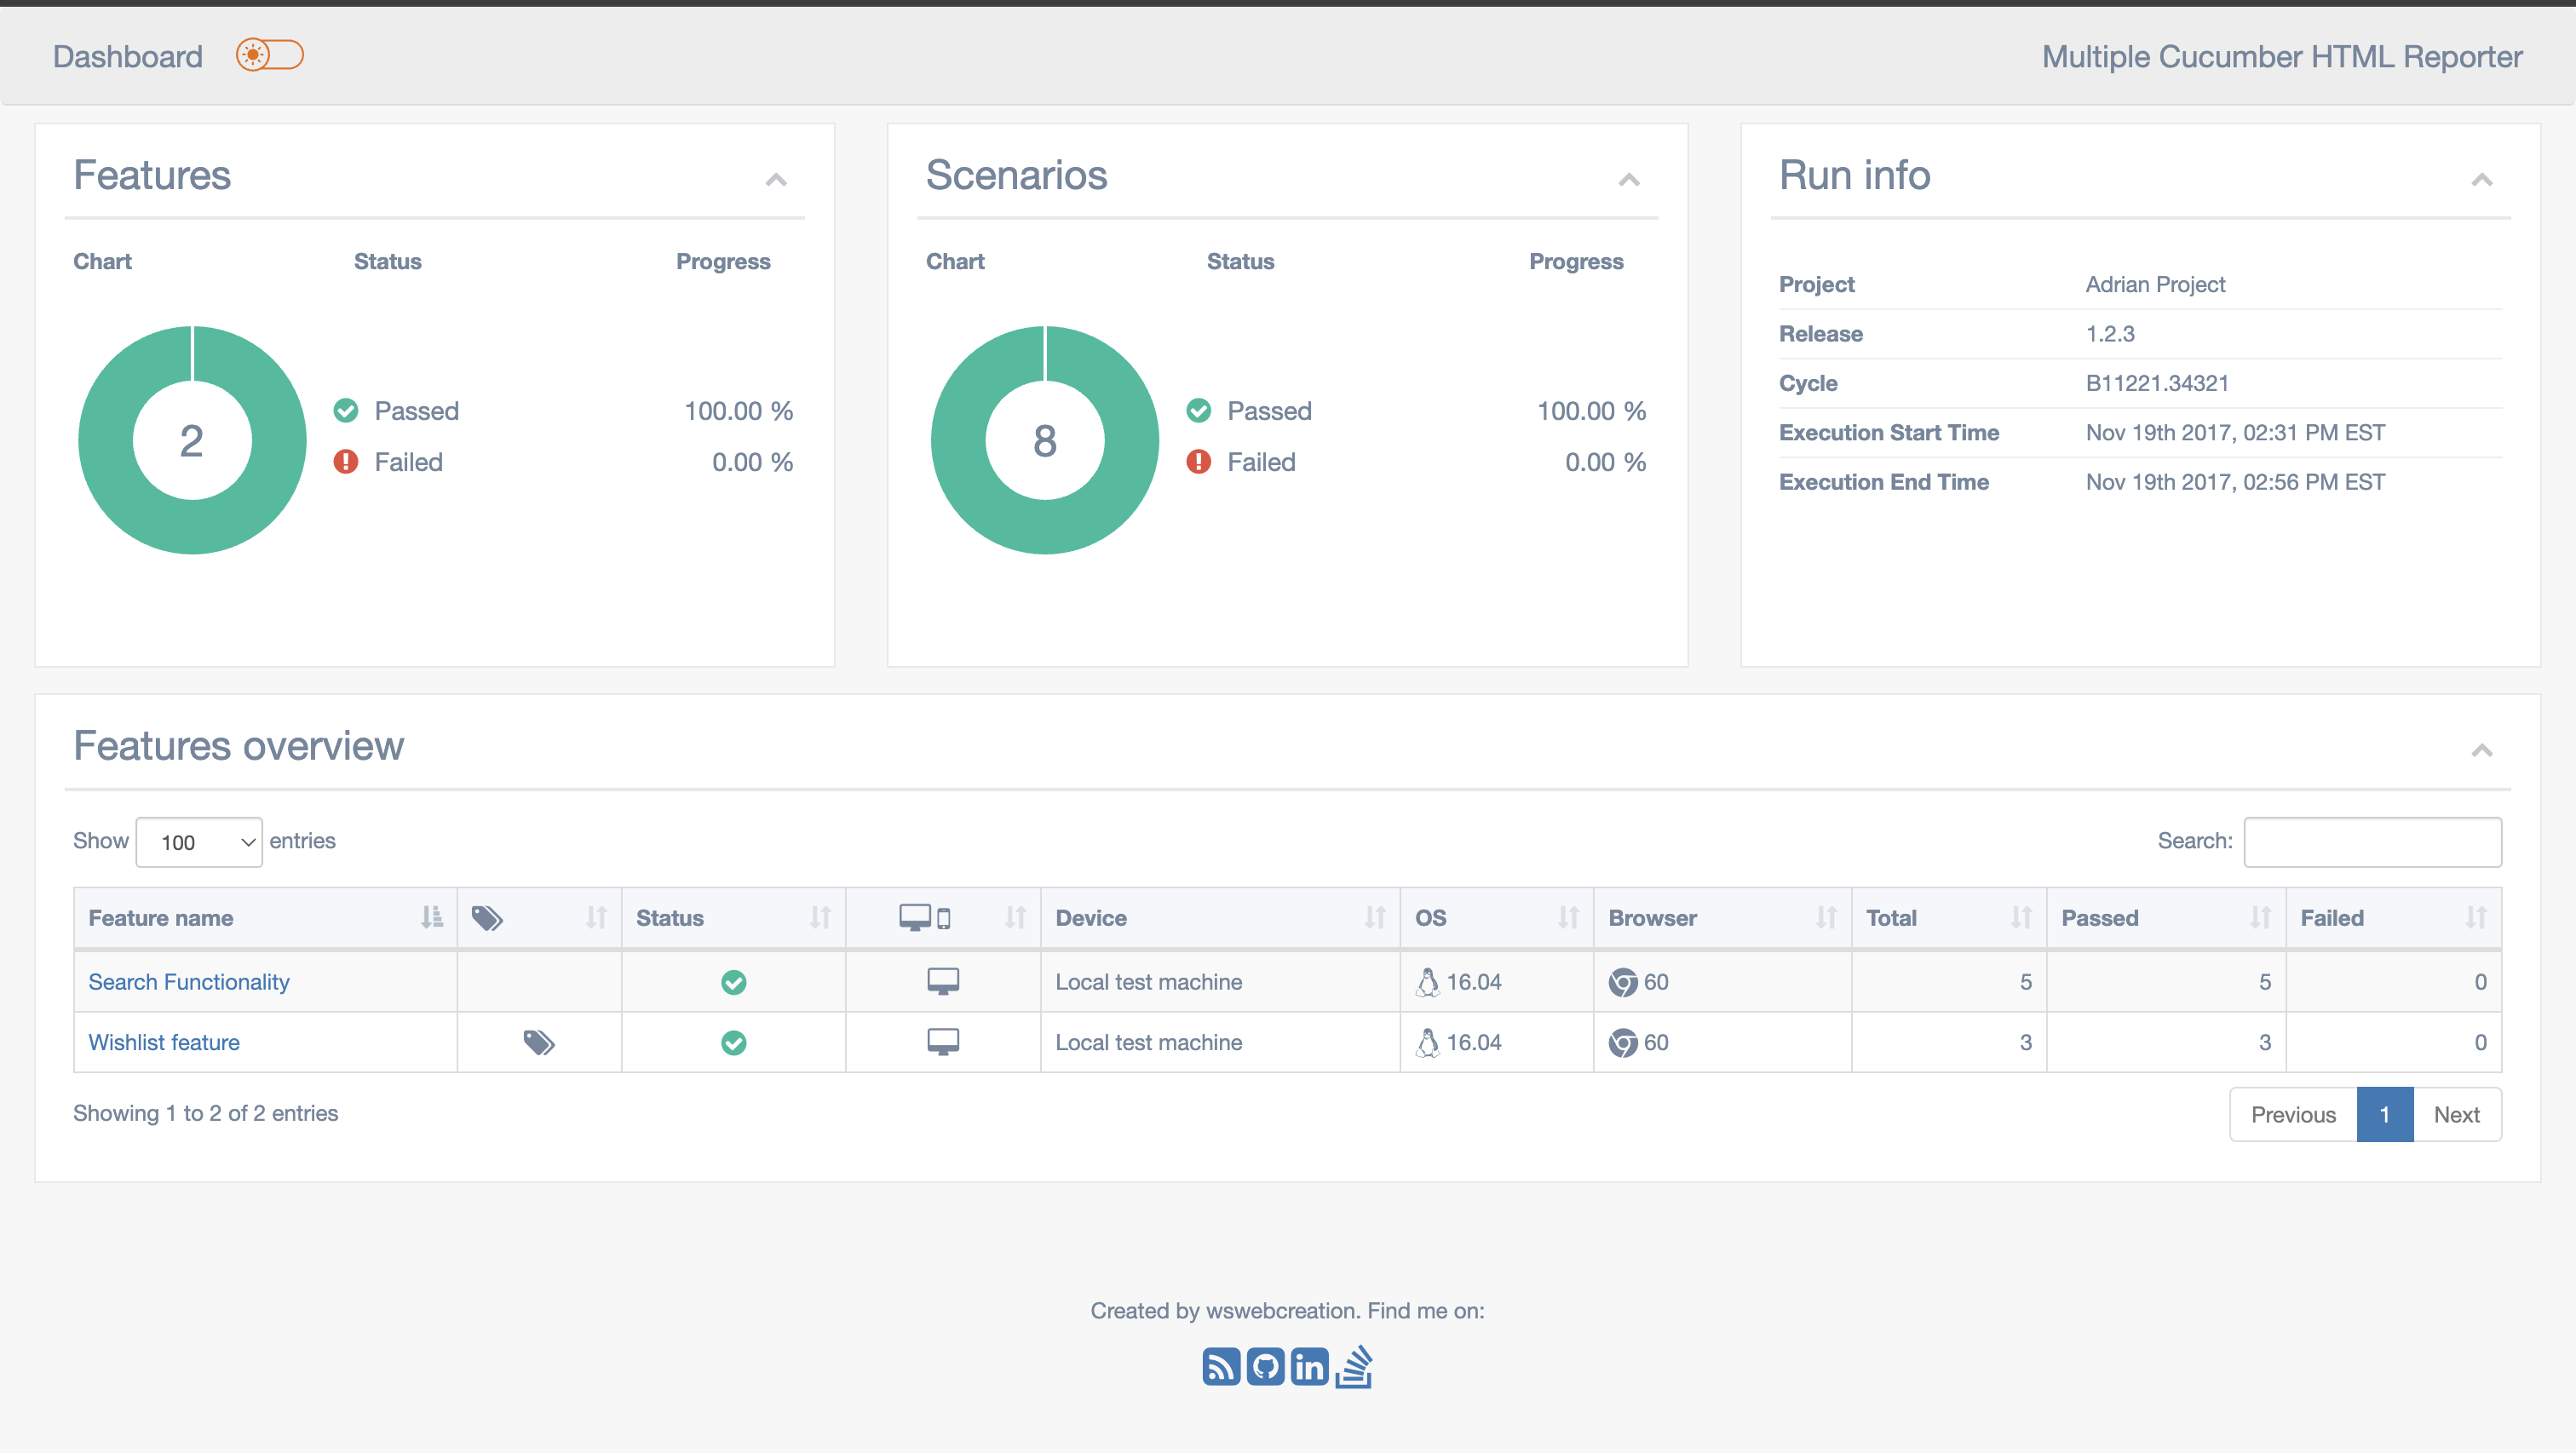 Dashboard
Multiple Cucumber HTML Reporter
Features
Chart Status Progress
2
Passed 100.00 %
Failed 0.00 %
Scenarios
Chart Status Progress
8
Passed 100.00 %
Failed 0.00 %
Run info
Project Adrian Project
Release 1.2.3
Cycle B11221.34321
Execution Start Time Nov 19th 2017, 02:31 PM EST
Execution End Time Nov 19th 2017, 02:56 PM EST
Features overview
Show 100 entries
Search:
Feature name Status Device OS Browser Total Passed Failed
Search Functionality Local test machine 16.04 60 5 5 0
Wishlist feature Local test machine 16.04 60 3 3 0
Showing 1 to 2 of 2 entries
Previous 1 Next
Created by wswebcreation. Find me on:
in